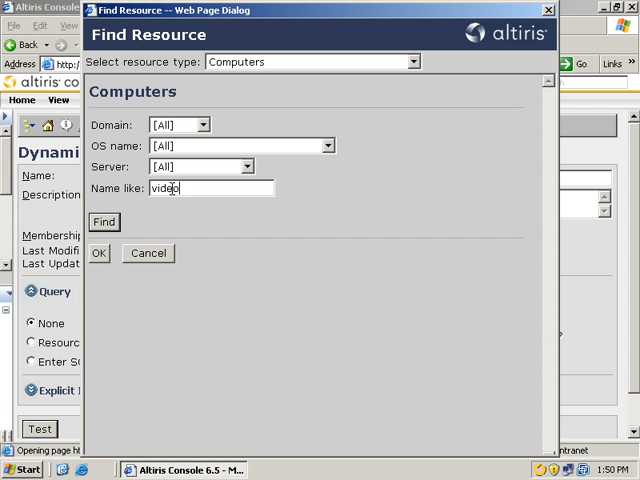 Altiris Console
Find Resource -- Web Page Dialog
File
Edit
Find Resource
altiris
Back
Select resource type:
Computers
Address
http:/
Go
Links
altiris co
Computers
Home
View
Domain:
[All]
OS name:
[All]
Dynami
Server:
[All]
Name:
Name like:
video
Description
Find
Membership
Last Modifi
Last Updat
OK
Cancel
Query
None
Resourc
Enter SQ
Explicit I
Test
Opening page ht
ntranet
Start
Altiris Console 6.5 - M...
1:50 PM